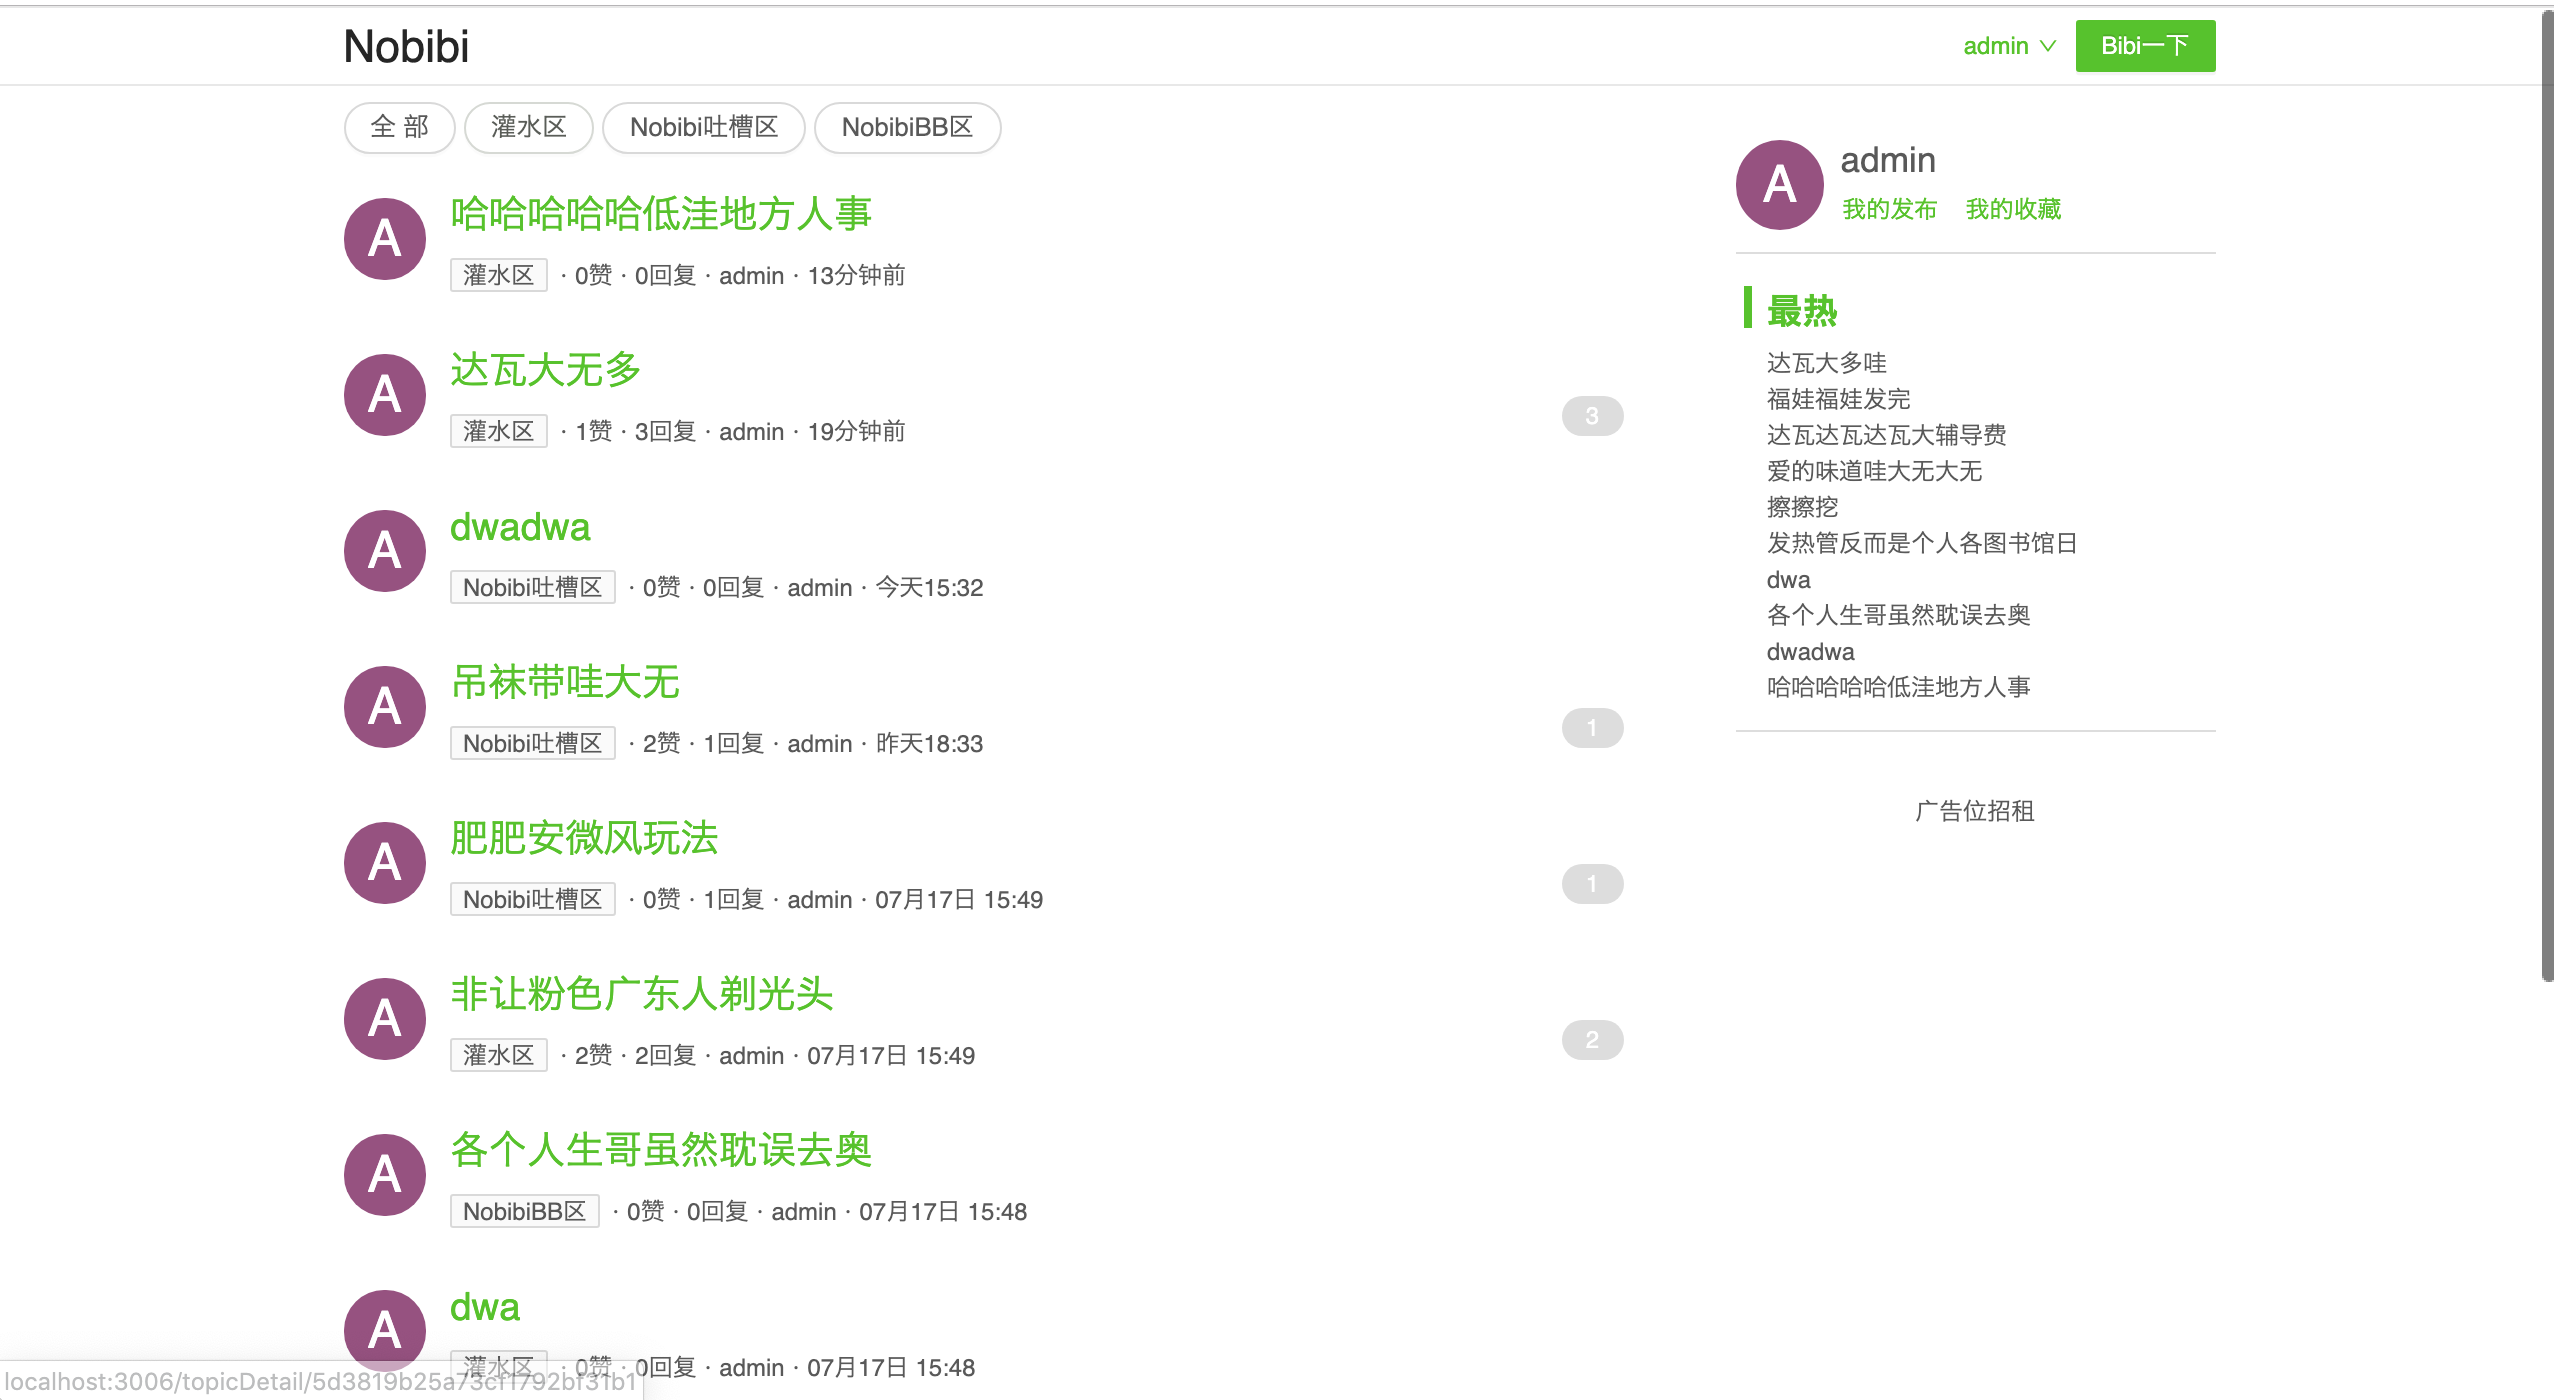 Nobibi
admin
Bibi一下
全 部
灌水区
Nobibi吐槽区
NobibiBB区
A
哈哈哈哈哈低洼地方人事
灌水区 · 0赞 · 0回复 · admin · 13分钟前
A
达瓦大无多
灌水区 · 1赞 · 3回复 · admin · 19分钟前
3
A
dwadwa
Nobibi吐槽区 · 0赞 · 0回复 · admin · 今天15:32
A
吊袜带哇大无
Nobibi吐槽区 · 2赞 · 1回复 · admin · 昨天18:33
1
A
肥肥安微风玩法
Nobibi吐槽区 · 0赞 · 1回复 · admin · 07月17日 15:49
1
A
非让粉色广东人剃光头
灌水区 · 2赞 · 2回复 · admin · 07月17日 15:49
2
A
各个人生哥虽然耽误去奥
NobibiBB区 · 0赞 · 0回复 · admin · 07月17日 15:48
A
dwa
灌水区 · 0赞 · 0回复 · admin · 07月17日 15:48
localhost:3006/topicDetail/5d3819b25a73cf1792bf31b1
A
admin
我的发布 我的收藏
最热
达瓦大多哇
福娃福娃发完
达瓦达瓦达瓦大辅导费
爱的味道哇大无大无
擦擦挖
发热管反而是个人各图书馆日
dwa
各个人生哥虽然耽误去奥
dwadwa
哈哈哈哈哈低洼地方人事
广告位招租